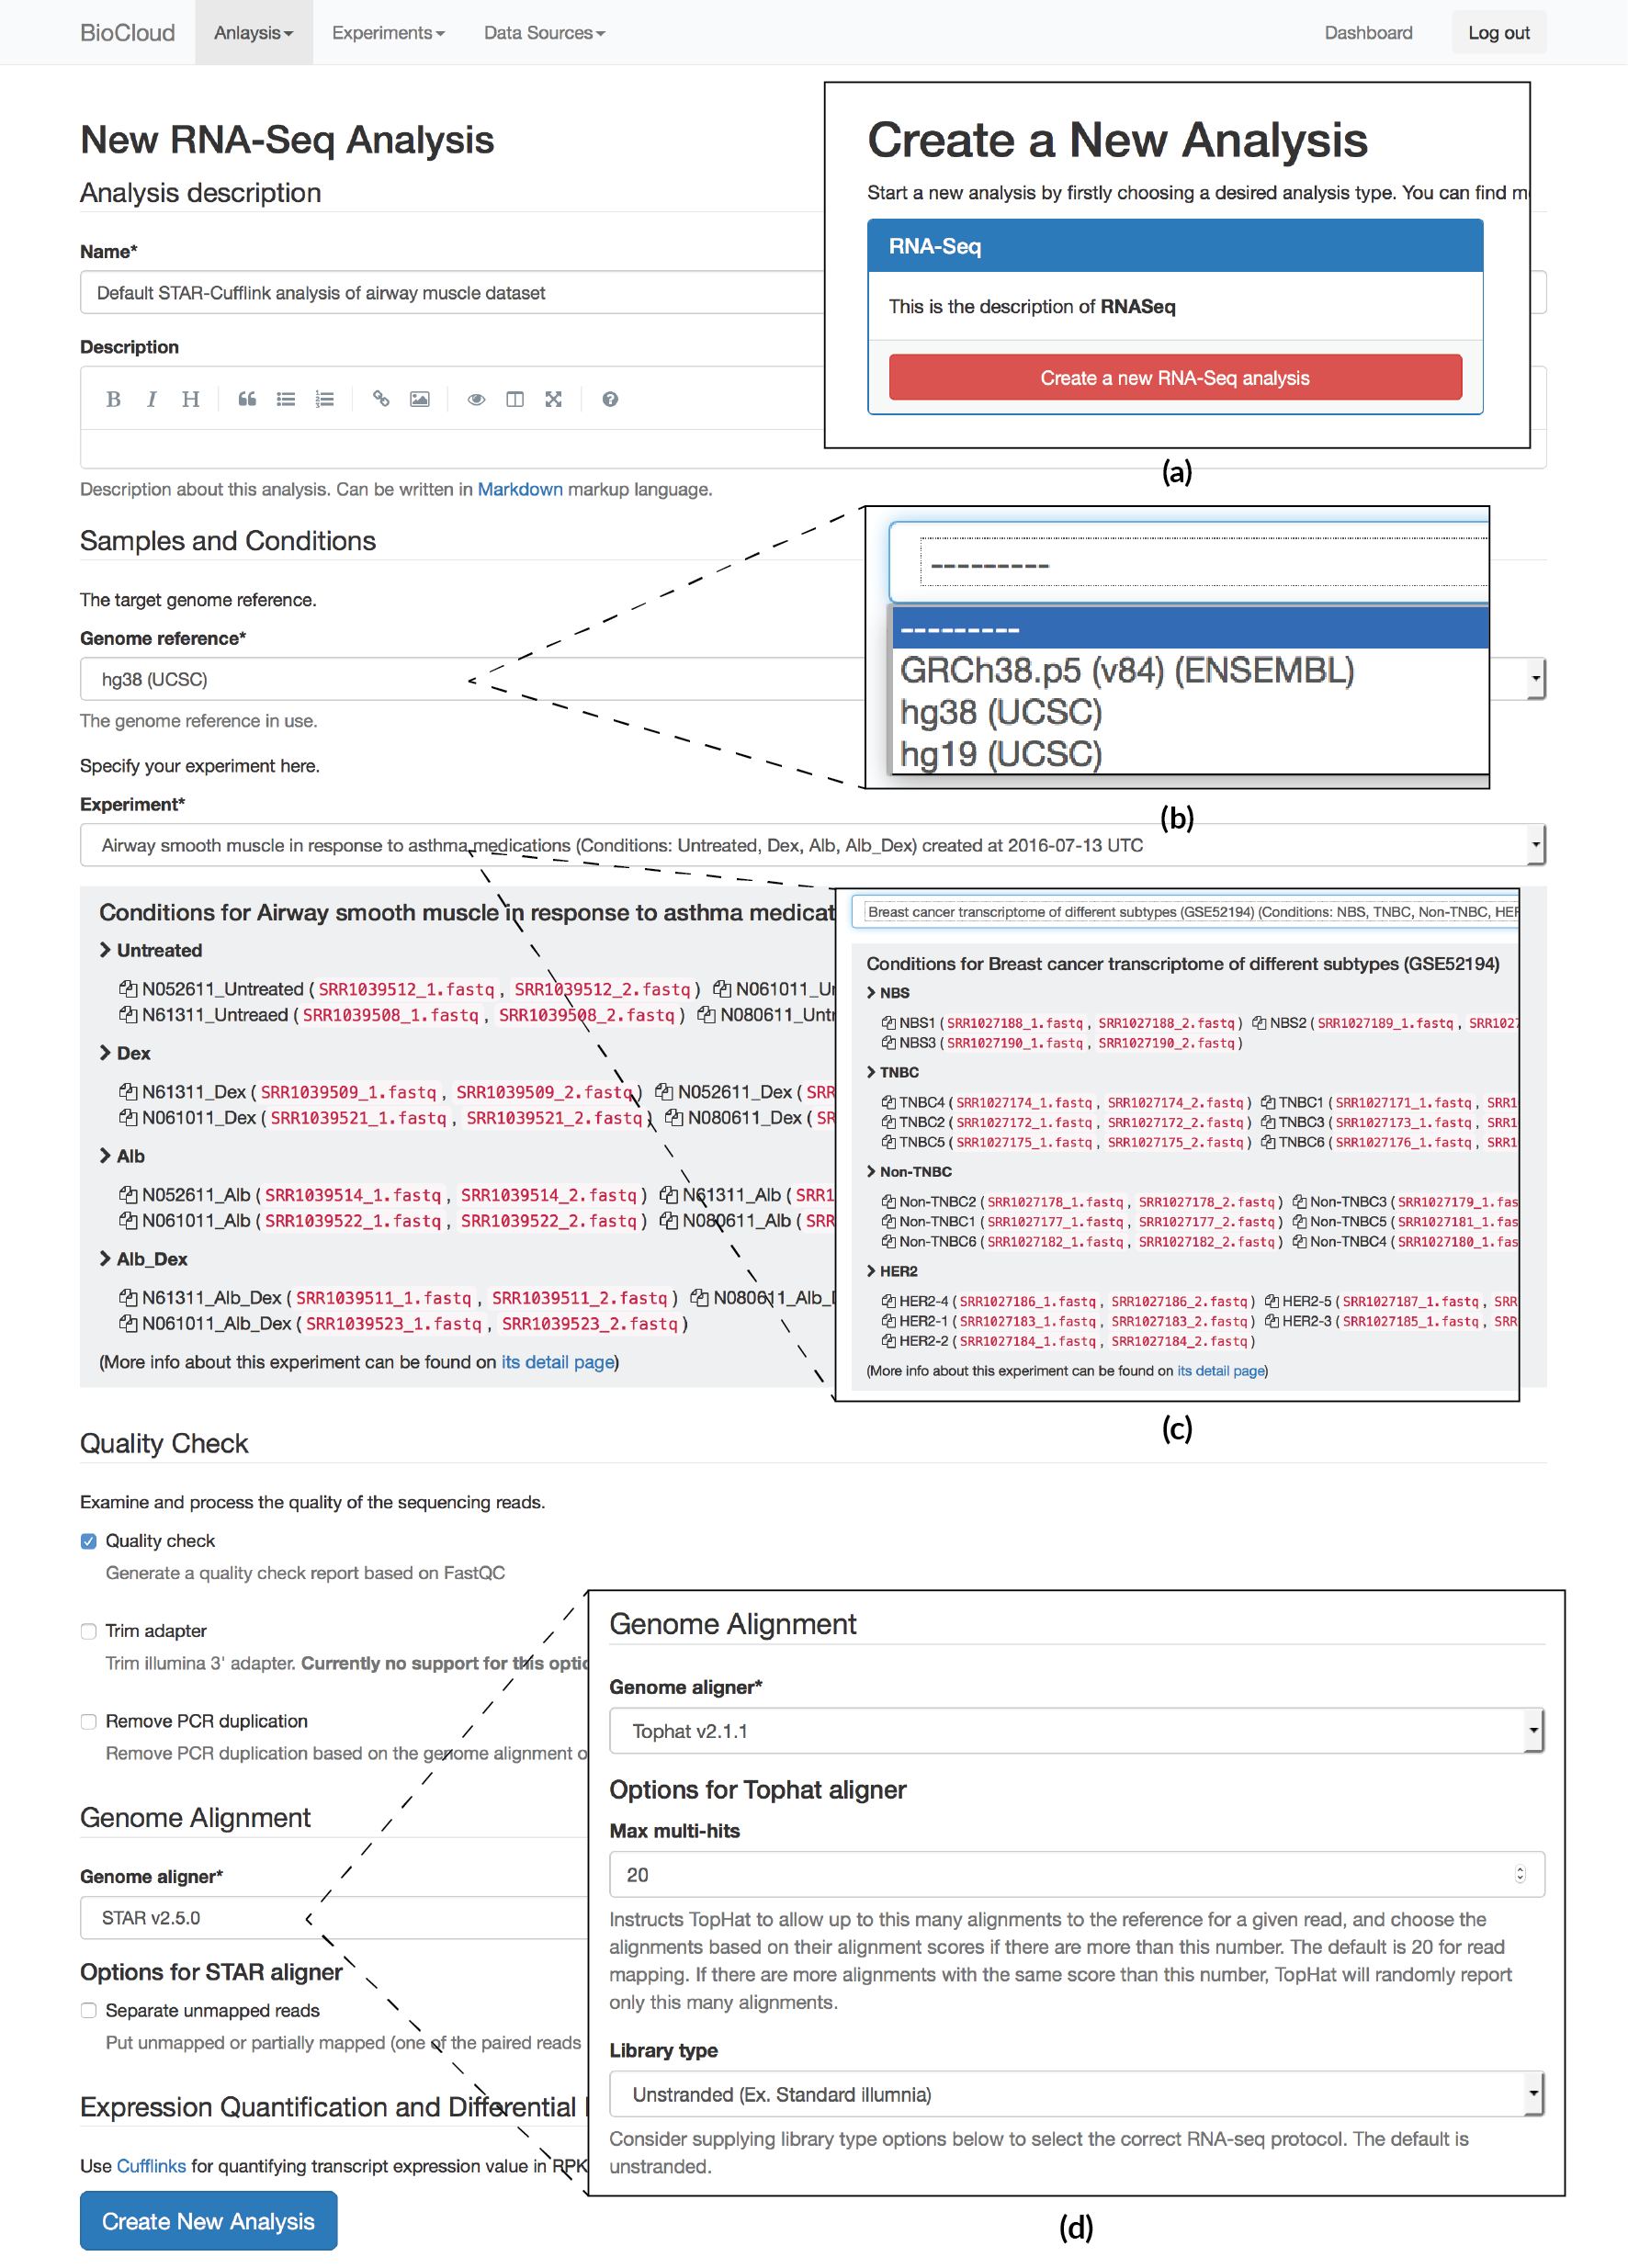 BioCloud Anlaysis Experiments Data Sources Dashboard Log out
New RNA-Seq Analysis
Analysis description
Name*
Default STAR-Cufflink analysis of airway muscle dataset
Description
B I H
Description about this analysis. Can be written in Markdown markup language.
Create a New Analysis
Start a new analysis by firstly choosing a desired analysis type. You can find m
RNA-Seq
This is the description of RNASeq
Create a new RNA-Seq analysis
(a)
Samples and Conditions
The target genome reference.
Genome reference*
hg38 (UCSC)
The genome reference in use.
---------
---------
GRCh38.p5 (v84) (ENSEMBL)
hg38 (UCSC)
hg19 (UCSC)
(b)
Specify your experiment here.
Experiment*
Airway smooth muscle in response to asthma medications (Conditions: Untreated, Dex, Alb, Alb_Dex) created at 2016-07-13 UTC
Conditions for Airway smooth muscle in response to asthma medicat
Untreated
N052611_Untreated ( SRR1039512_1.fastq , SRR1039512_2.fastq ) N061011_Un
N61311_Untreaed ( SRR1039508_1.fastq , SRR1039508_2.fastq ) N080611_Untr
Dex
N61311_Dex ( SRR1039509_1.fastq , SRR1039509_2.fastq ) N052611_Dex ( SRR
N061011_Dex ( SRR1039521_1.fastq , SRR1039521_2.fastq ) N080611_Dex ( SR
Alb
N052611_Alb ( SRR1039514_1.fastq , SRR1039514_2.fastq ) N61311_Alb ( SRR1
N061011_Alb ( SRR1039522_1.fastq , SRR1039522_2.fastq ) N080611_Alb ( SRR
Alb_Dex
N61311_Alb_Dex ( SRR1039511_1.fastq , SRR1039511_2.fastq ) N080611_Alb_
N061011_Alb_Dex ( SRR1039523_1.fastq , SRR1039523_2.fastq )
(More info about this experiment can be found on its detail page)
Breast cancer transcriptome of different subtypes (GSE52194) (Conditions: NBS, TNBC, Non-TNBC, HER
Conditions for Breast cancer transcriptome of different subtypes (GSE52194)
NBS
NBS1 ( SRR1027188_1.fastq , SRR1027188_2.fastq ) NBS2 ( SRR1027189_1.fastq , SRR102
NBS3 ( SRR1027190_1.fastq , SRR1027190_2.fastq )
TNBC
TNBC4 ( SRR1027174_1.fastq , SRR1027174_2.fastq ) TNBC1 ( SRR1027171_1.fastq , SRR1
TNBC2 ( SRR1027172_1.fastq , SRR1027172_2.fastq ) TNBC3 ( SRR1027173_1.fastq , SRR1
TNBC5 ( SRR1027175_1.fastq , SRR1027175_2.fastq ) TNBC6 ( SRR1027176_1.fastq , SRR1
Non-TNBC
Non-TNBC2 ( SRR1027178_1.fastq , SRR1027178_2.fastq ) Non-TNBC3 ( SRR1027179_1.fas
Non-TNBC1 ( SRR1027177_1.fastq , SRR1027177_2.fastq ) Non-TNBC5 ( SRR1027181_1.fas
Non-TNBC6 ( SRR1027182_1.fastq , SRR1027182_2.fastq ) Non-TNBC4 ( SRR1027180_1.fas
HER2
HER2-4 ( SRR1027186_1.fastq , SRR1027186_2.fastq ) HER2-5 ( SRR1027187_1.fastq , SRR
HER2-1 ( SRR1027183_1.fastq , SRR1027183_2.fastq ) HER2-3 ( SRR1027185_1.fastq , SRR
HER2-2 ( SRR1027184_1.fastq , SRR1027184_2.fastq )
(More info about this experiment can be found on its detail page)
(c)
Quality Check
Examine and process the quality of the sequencing reads.
Quality check
Generate a quality check report based on FastQC
Trim adapter
Trim illumina 3' adapter. Currently no support for this optio
Remove PCR duplication
Remove PCR duplication based on the genome alignment o
Genome Alignment
Genome aligner*
STAR v2.5.0
Options for STAR aligner
Separate unmapped reads
Put unmapped or partially mapped (one of the paired reads
Expression Quantification and Differential
Use Cufflinks for quantifying transcript expression value in RPK
Create New Analysis
Genome Alignment
Genome aligner*
Tophat v2.1.1
Options for Tophat aligner
Max multi-hits
20
Instructs TopHat to allow up to this many alignments to the reference for a given read, and choose the
alignments based on their alignment scores if there are more than this number. The default is 20 for read
mapping. If there are more alignments with the same score than this number, TopHat will randomly report
only this many alignments.
Library type
Unstranded (Ex. Standard illumnia)
Consider supplying library type options below to select the correct RNA-seq protocol. The default is
unstranded.
(d)